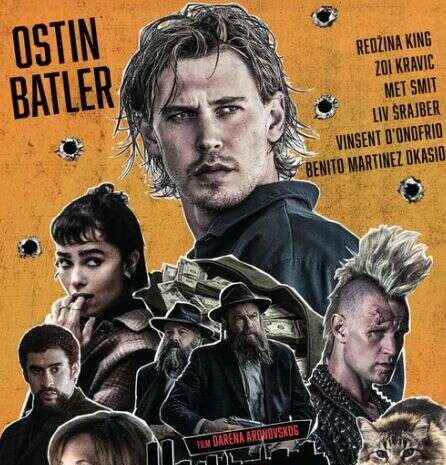 OSTIN
BATLER
REDŽINA KING
ZOI KRAVIC
MET SMIT
LIV ŠRAJBER
VINSENT D'ONOFRIO
BENITO MARTINEZ OKASIO
FILM DARENA ARONOVSKOG